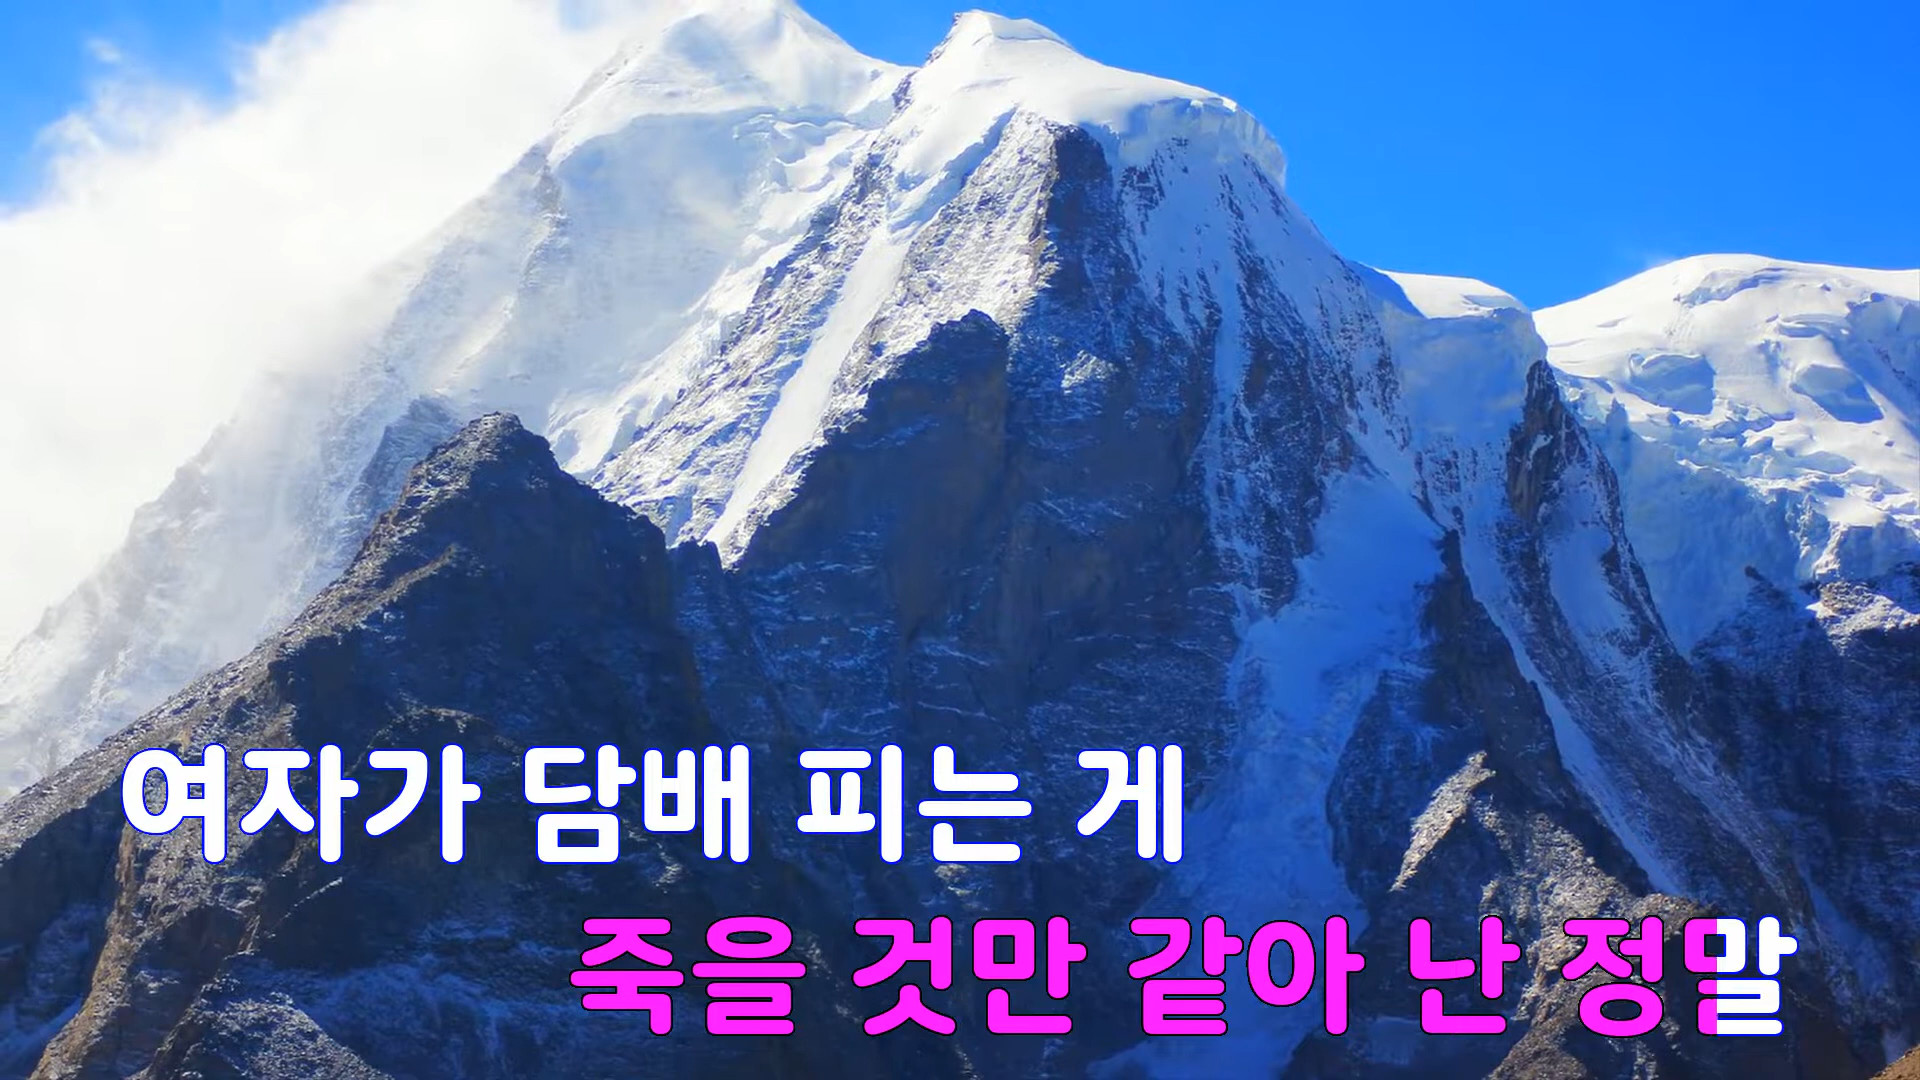 여자가 담배 피는 게
죽을 것만 같아 난 정말